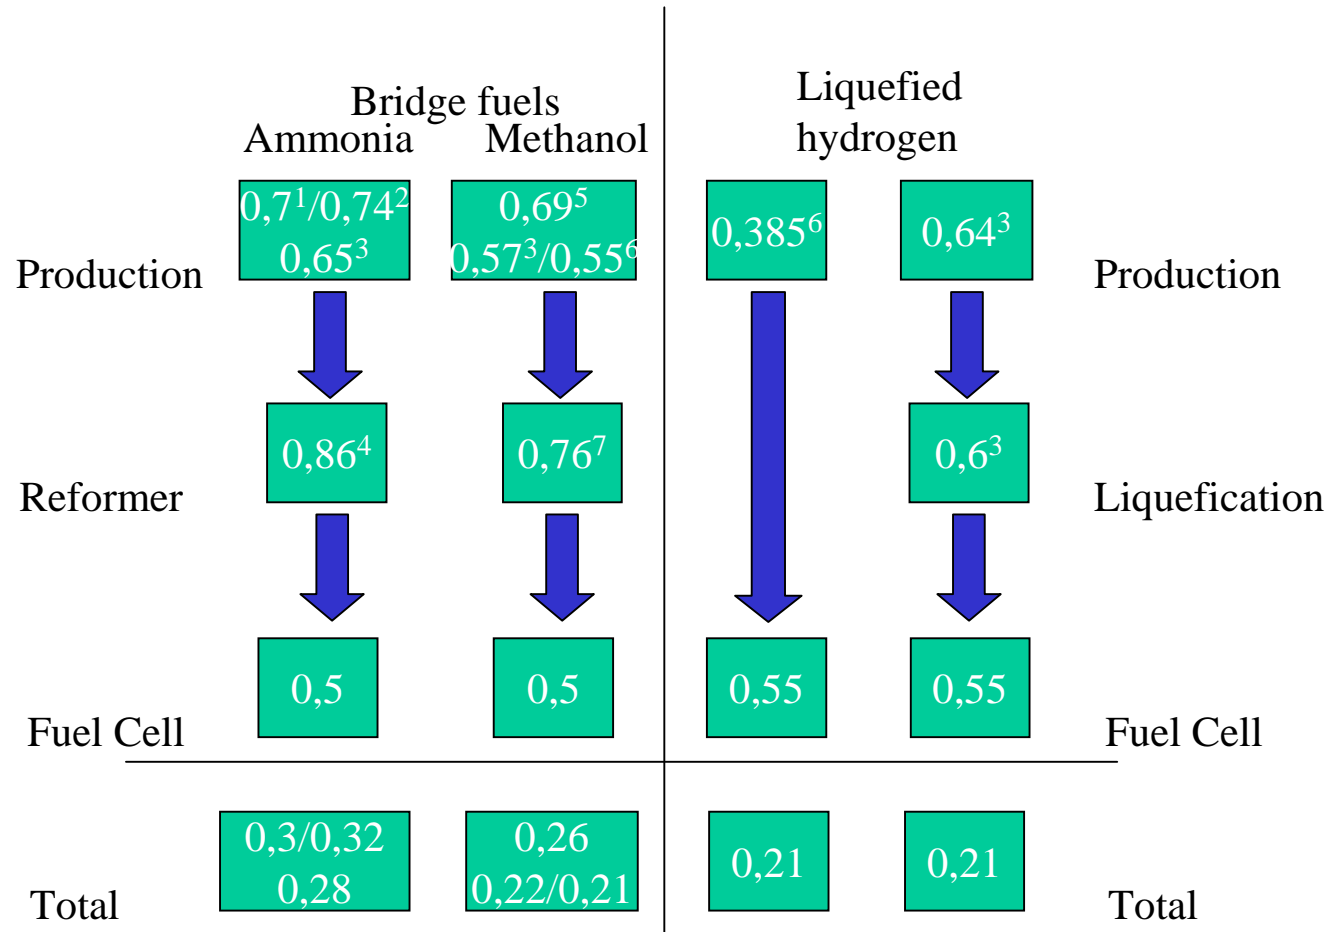 Bridge fuels
Liquefied
hydrogen
Ammonia
Methanol
Production
0,7¹/0,74²
0,65³
0,69⁵
0,57³/0,55⁶
0,385⁶
0,64³
Production
Reformer
0,86⁴
0,76⁷
0,6³
Liquefication
Fuel Cell
0,5
0,5
0,55
0,55
Fuel Cell
Total
0,3/0,32
0,28
0,26
0,22/0,21
0,21
0,21
Total